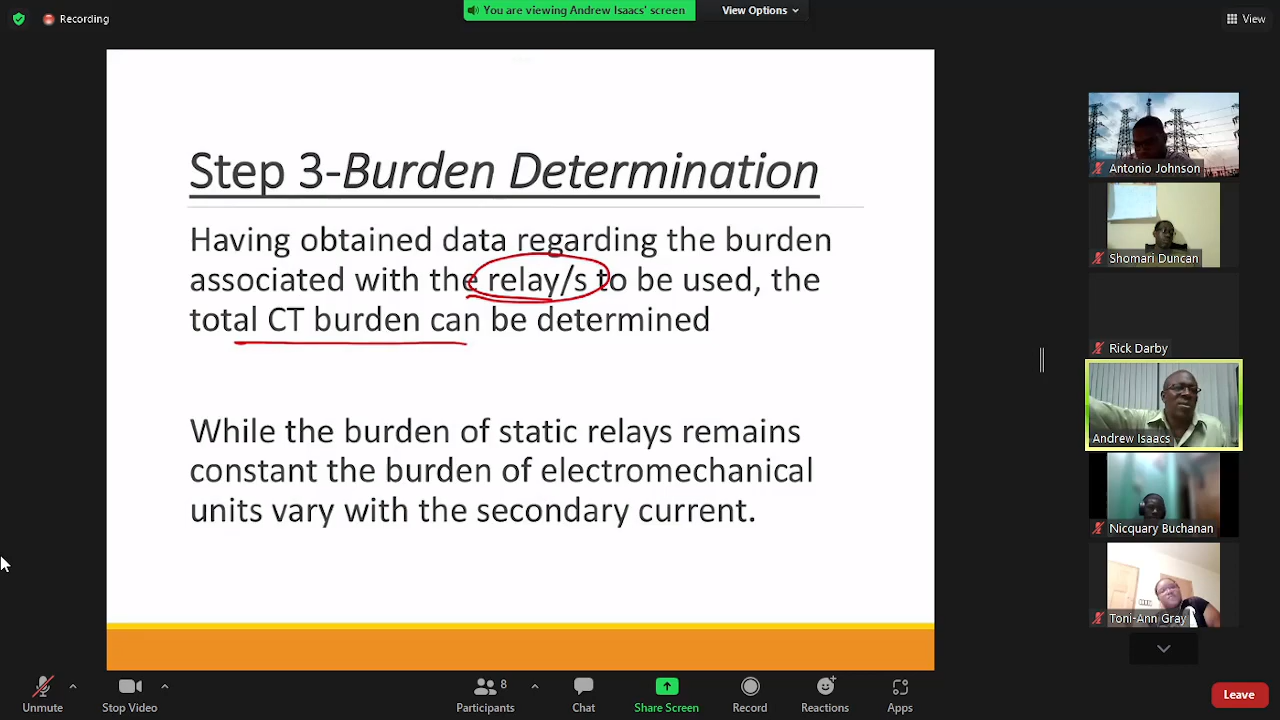 Recording
You are viewing Andrew Isaacs' screen
View Options
View
Step 3-Burden Determination
Having obtained data regarding the burden
associated with the relay/s to be used, the
total CT burden can be determined
While the burden of static relays remains
constant the burden of electromechanical
units vary with the secondary current.
Antonio Johnson
Shomari Duncan
Rick Darby
Andrew Isaacs
Nicquary Buchanan
Toni-Ann Gray
Unmute
Stop Video
8
Participants
Chat
Share Screen
Record
Reactions
Apps
Leave